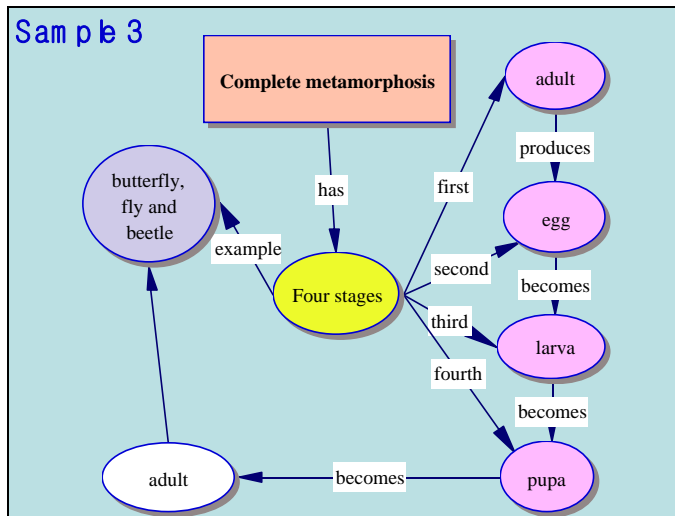 Sample 3
Complete metamorphosis
adult
produces
butterfly,
fly and
beetle
has
first
egg
example
second
Four stages
becomes
third
larva
fourth
becomes
adult
becomes
pupa